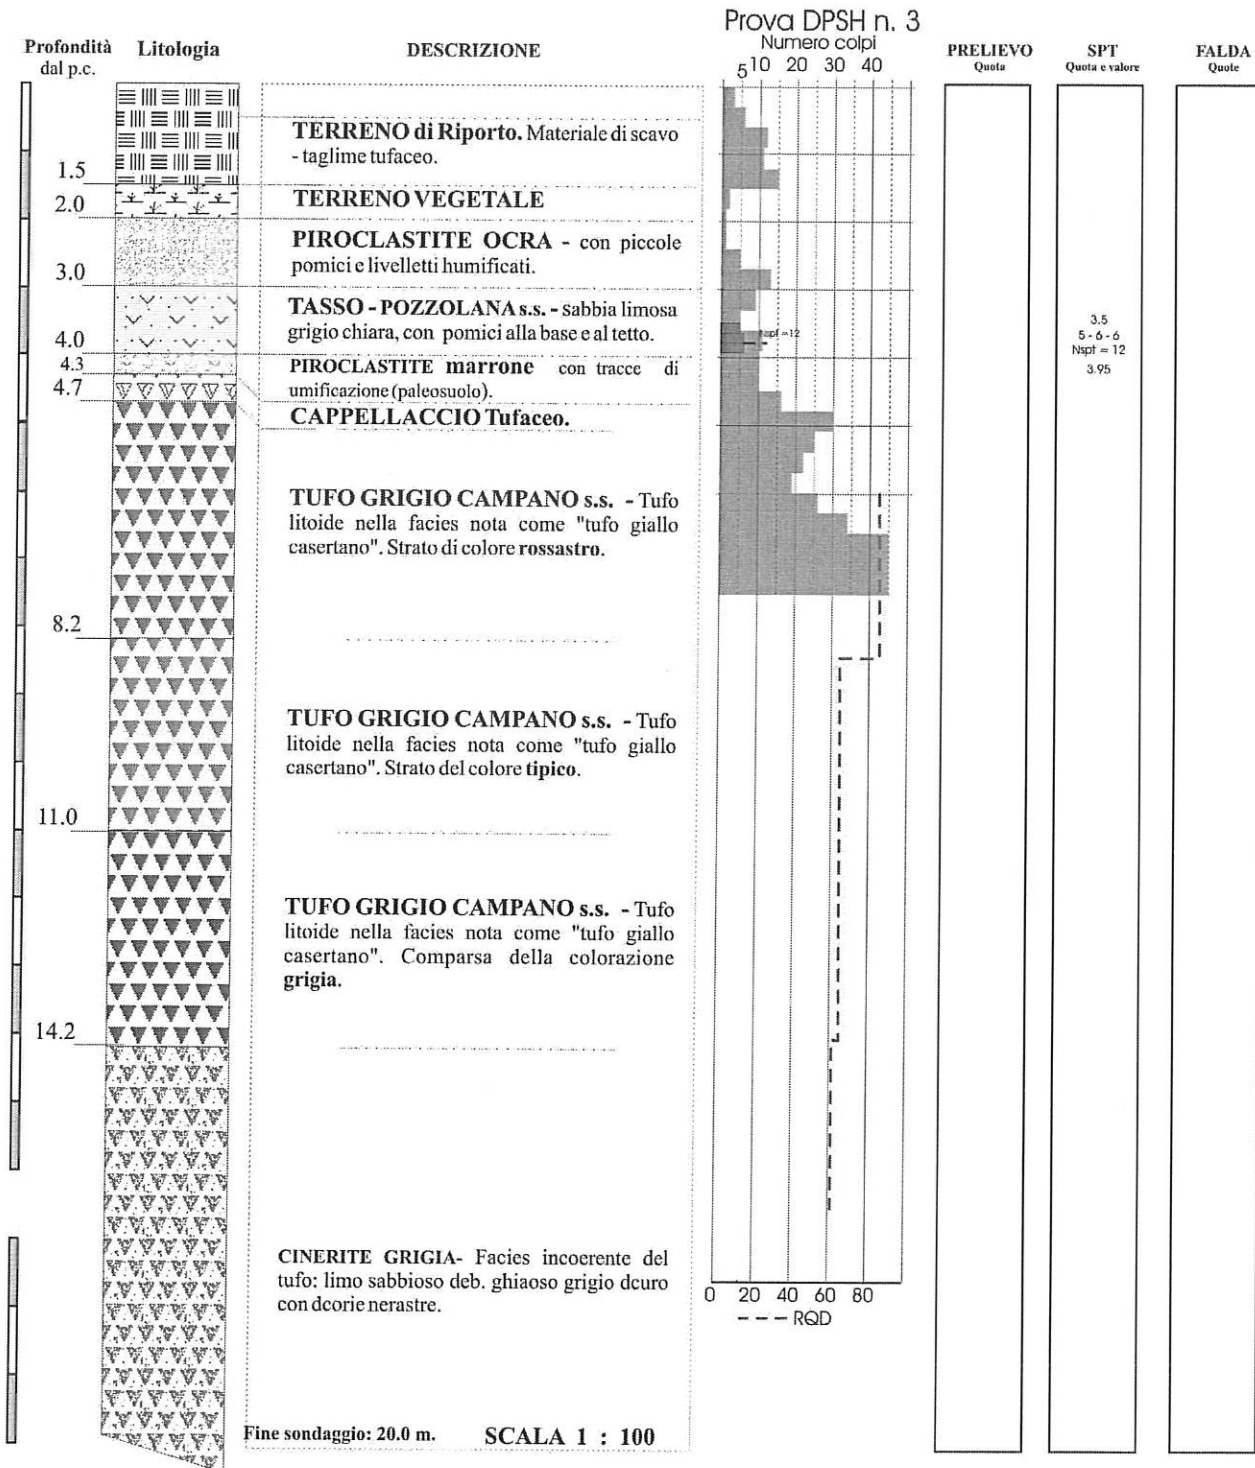 Prova DPSH n. 3
Numero colpi
5 10 20 30 40
Profondità
dal p.c.
Litologia
DESCRIZIONE
PRELIEVO
Quota
SPT
Quota e valore
FALDA
Quote
TERRENO di Riporto. Materiale di scavo
- taglime tufaceo.
1.5
TERRENO VEGETALE
2.0
PIROCLASTITE OCRA - con piccole
pomici e livelletti humificati.
3.0
TASSO - POZZOLANA s.s. - sabbia limosa
grigio chiara, con pomici alla base e al tetto.
4.0
Nspt =12
3.5
5 - 6 - 6
Nspt = 12
3.95
PIROCLASTITE marrone con tracce di
umificazione (paleosuolo).
4.3
4.7
CAPPELLACCIO Tufaceo.
TUFO GRIGIO CAMPANO s.s. - Tufo
litoide nella facies nota come "tufo giallo
casertano". Strato di colore rossastro.
8.2
TUFO GRIGIO CAMPANO s.s. - Tufo
litoide nella facies nota come "tufo giallo
casertano". Strato del colore tipico.
11.0
TUFO GRIGIO CAMPANO s.s. - Tufo
litoide nella facies nota come "tufo giallo
casertano". Comparsa della colorazione
grigia.
14.2
CINERITE GRIGIA- Facies incoerente del
tufo: limo sabbioso deb. ghiaoso grigio dcuro
con dcorie nerastre.
0 20 40 60 80
--- RQD
Fine sondaggio: 20.0 m.
SCALA 1 : 100